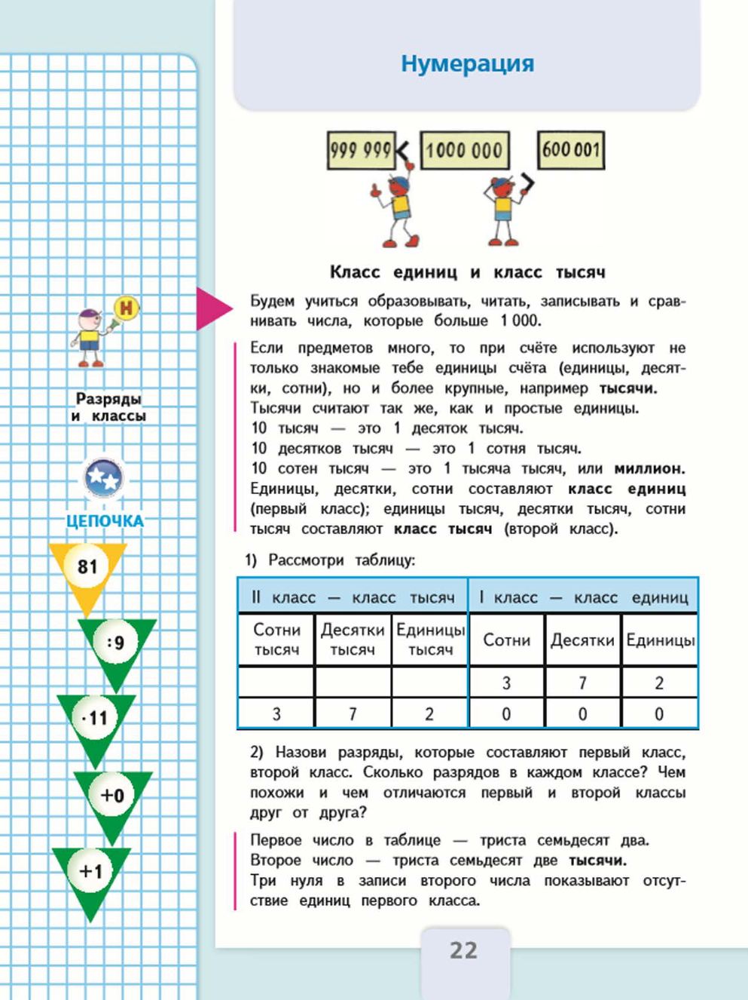 Нумерация
999 999 < 1000 000 > 600 001
Класс единиц и класс тысяч
Будем учиться образовывать, читать, записывать и срав-
нивать числа, которые больше 1 000.
Если предметов много, то при счёте используют не
только знакомые тебе единицы счёта (единицы, десят-
ки, сотни), но и более крупные, например тысячи.
Тысячи считают так же, как и простые единицы.
10 тысяч — это 1 десяток тысяч.
10 десятков тысяч — это 1 сотня тысяч.
10 сотен тысяч — это 1 тысяча тысяч, или миллион.
Единицы, десятки, сотни составляют класс единиц
(первый класс); единицы тысяч, десятки тысяч, сотни
тысяч составляют класс тысяч (второй класс).
1) Рассмотри таблицу:
II класс — класс тысяч I класс — класс единиц
Сотни тысяч Десятки тысяч Единицы тысяч Сотни Десятки Единицы
3 7 2
3 7 2 0 0 0
2) Назови разряды, которые составляют первый класс,
второй класс. Сколько разрядов в каждом классе? Чем
похожи и чем отличаются первый и второй классы
друг от друга?
Первое число в таблице — триста семьдесят два.
Второе число — триста семьдесят две тысячи.
Три нуля в записи второго числа показывают отсут-
ствие единиц первого класса.
22
Н
Разряды
и классы
ЦЕПОЧКА
81
:9
·11
+0
+1